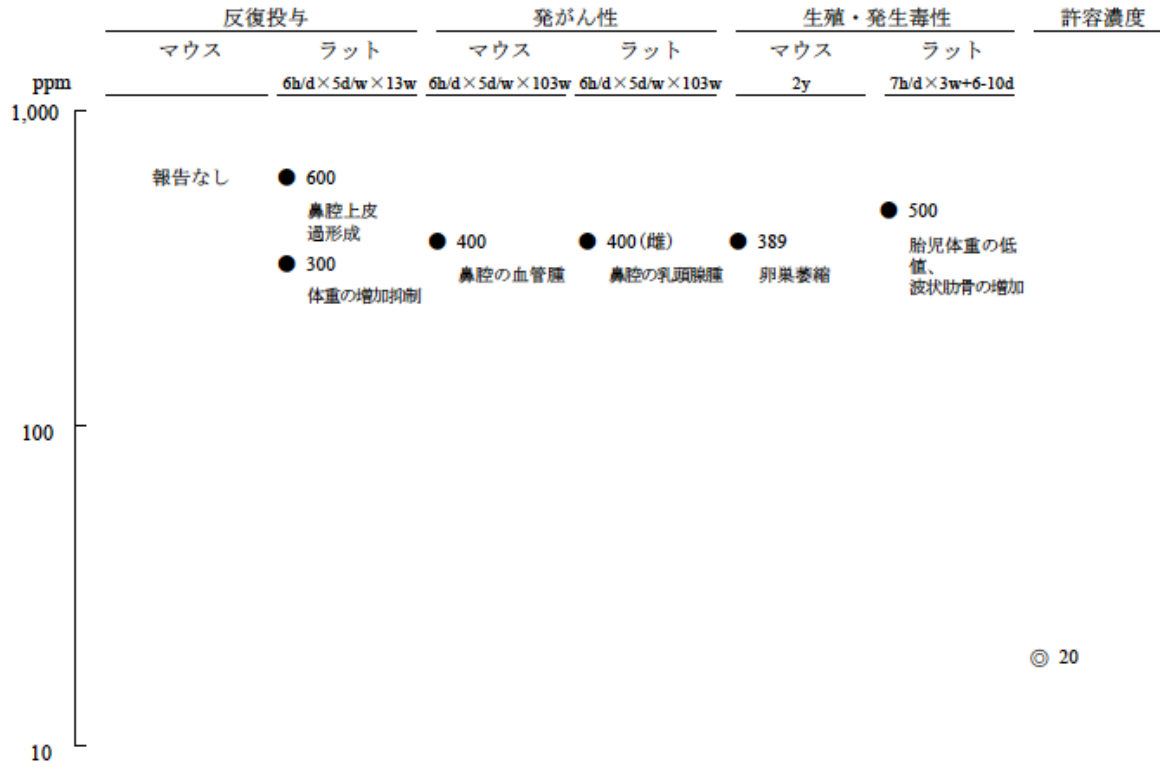 反復投与 発がん性 生殖・発生毒性 許容濃度
マウス ラット マウス ラット マウス ラット
ppm 6h/d×5d/w×13w 6h/d×5d/w×103w 6h/d×5d/w×103w 2y 7h/d×3w+6-10d
1,000
報告なし ● 600
鼻腔上皮
過形成
● 300
体重の増加抑制
● 400
鼻腔の血管腫
● 400(雌)
鼻腔の乳頭腺腫
● 389
卵巣萎縮
● 500
胎児体重の低
値、
波状肋骨の増加
100
◎ 20
10